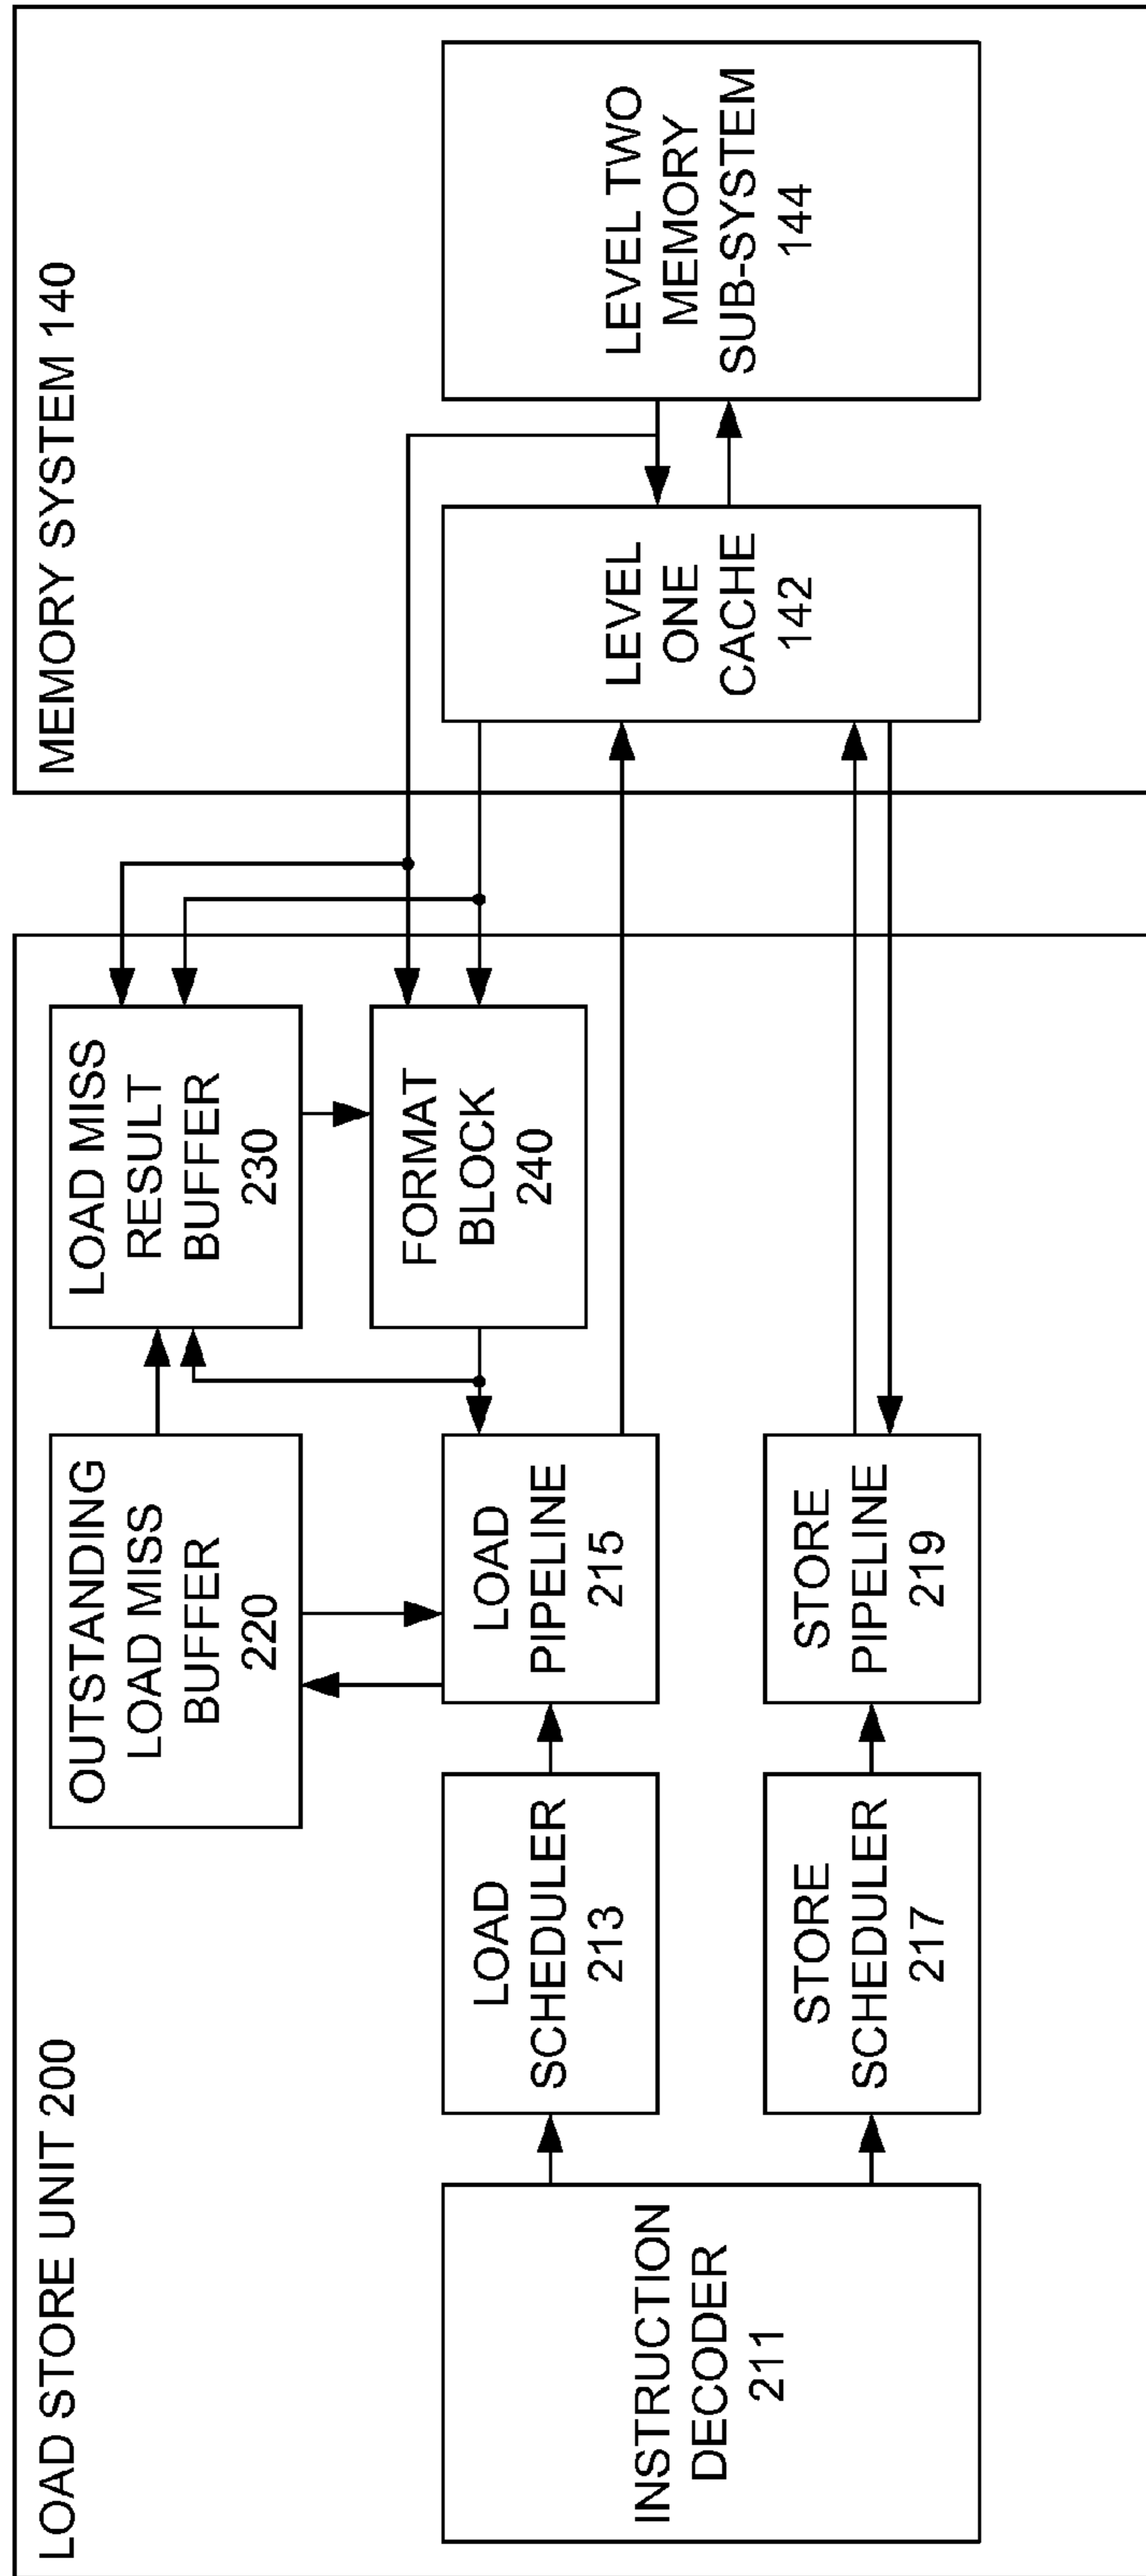 LOAD STORE UNIT 200
INSTRUCTION
DECODER
211
LOAD
SCHEDULER
213
STORE
SCHEDULER
217
OUTSTANDING
LOAD MISS
BUFFER
220
LOAD
PIPELINE
215
STORE
PIPELINE
219
LOAD MISS
RESULT
BUFFER
230
FORMAT
BLOCK
240
MEMORY SYSTEM 140
LEVEL
ONE
CACHE
142
LEVEL TWO
MEMORY
SUB-SYSTEM
144